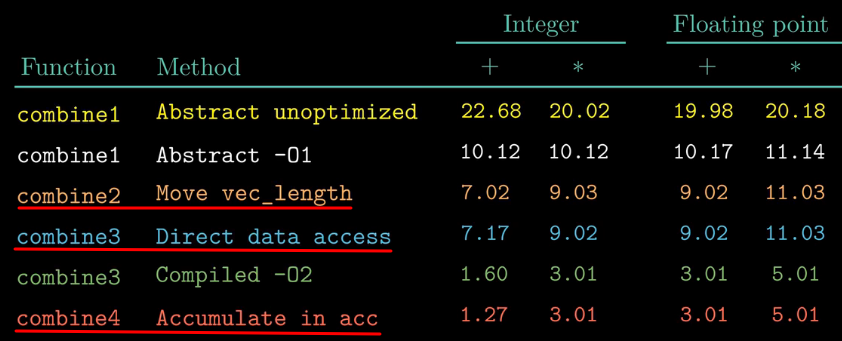 Integer Floating point
Function Method + * + *
combine1 Abstract unoptimized 22.68 20.02 19.98 20.18
combine1 Abstract -O1 10.12 10.12 10.17 11.14
combine2 Move vec_length 7.02 9.03 9.02 11.03
combine3 Direct data access 7.17 9.02 9.02 11.03
combine3 Compiled -O2 1.60 3.01 3.01 5.01
combine4 Accumulate in acc 1.27 3.01 3.01 5.01